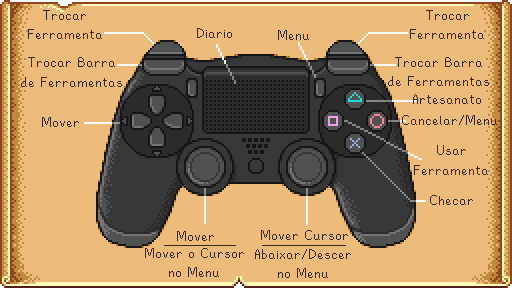 Trocar
Ferramenta
Trocar Barra
de Ferramentas
Mover
Diario
Menu
Trocar
Ferramenta
Trocar Barra
de Ferramentas
Artesanato
Cancelar/Menu
Usar
Ferramenta
Checar
Mover
Mover o Cursor
no Menu
Mover Cursor
Abaixar/Descer
no Menu